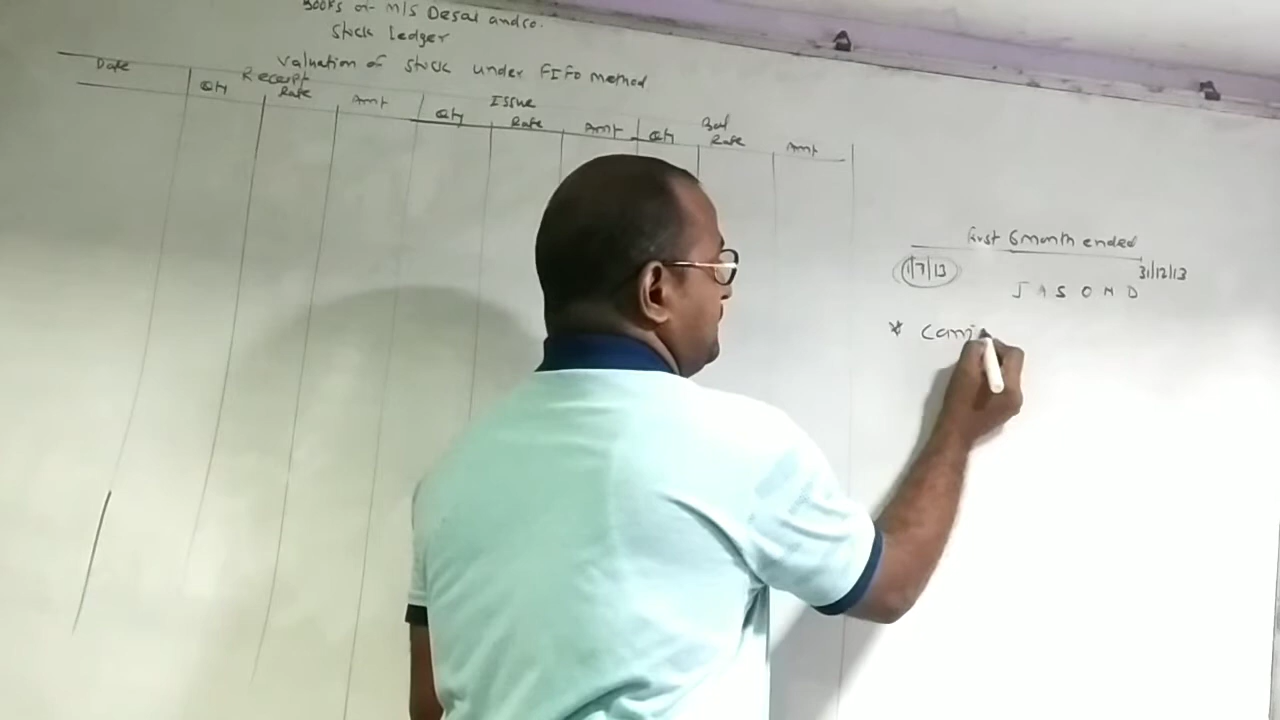 Books of M/S Desai and co.
Stock Ledger
Valuation of stock under FIFO method
Date Receipt Issue Bal
Qty Rate Amt Qty Rate Amt Qty Rate Amt
first 6 month ended
1/7/13 31/12/13
J A S O N D
* Carri